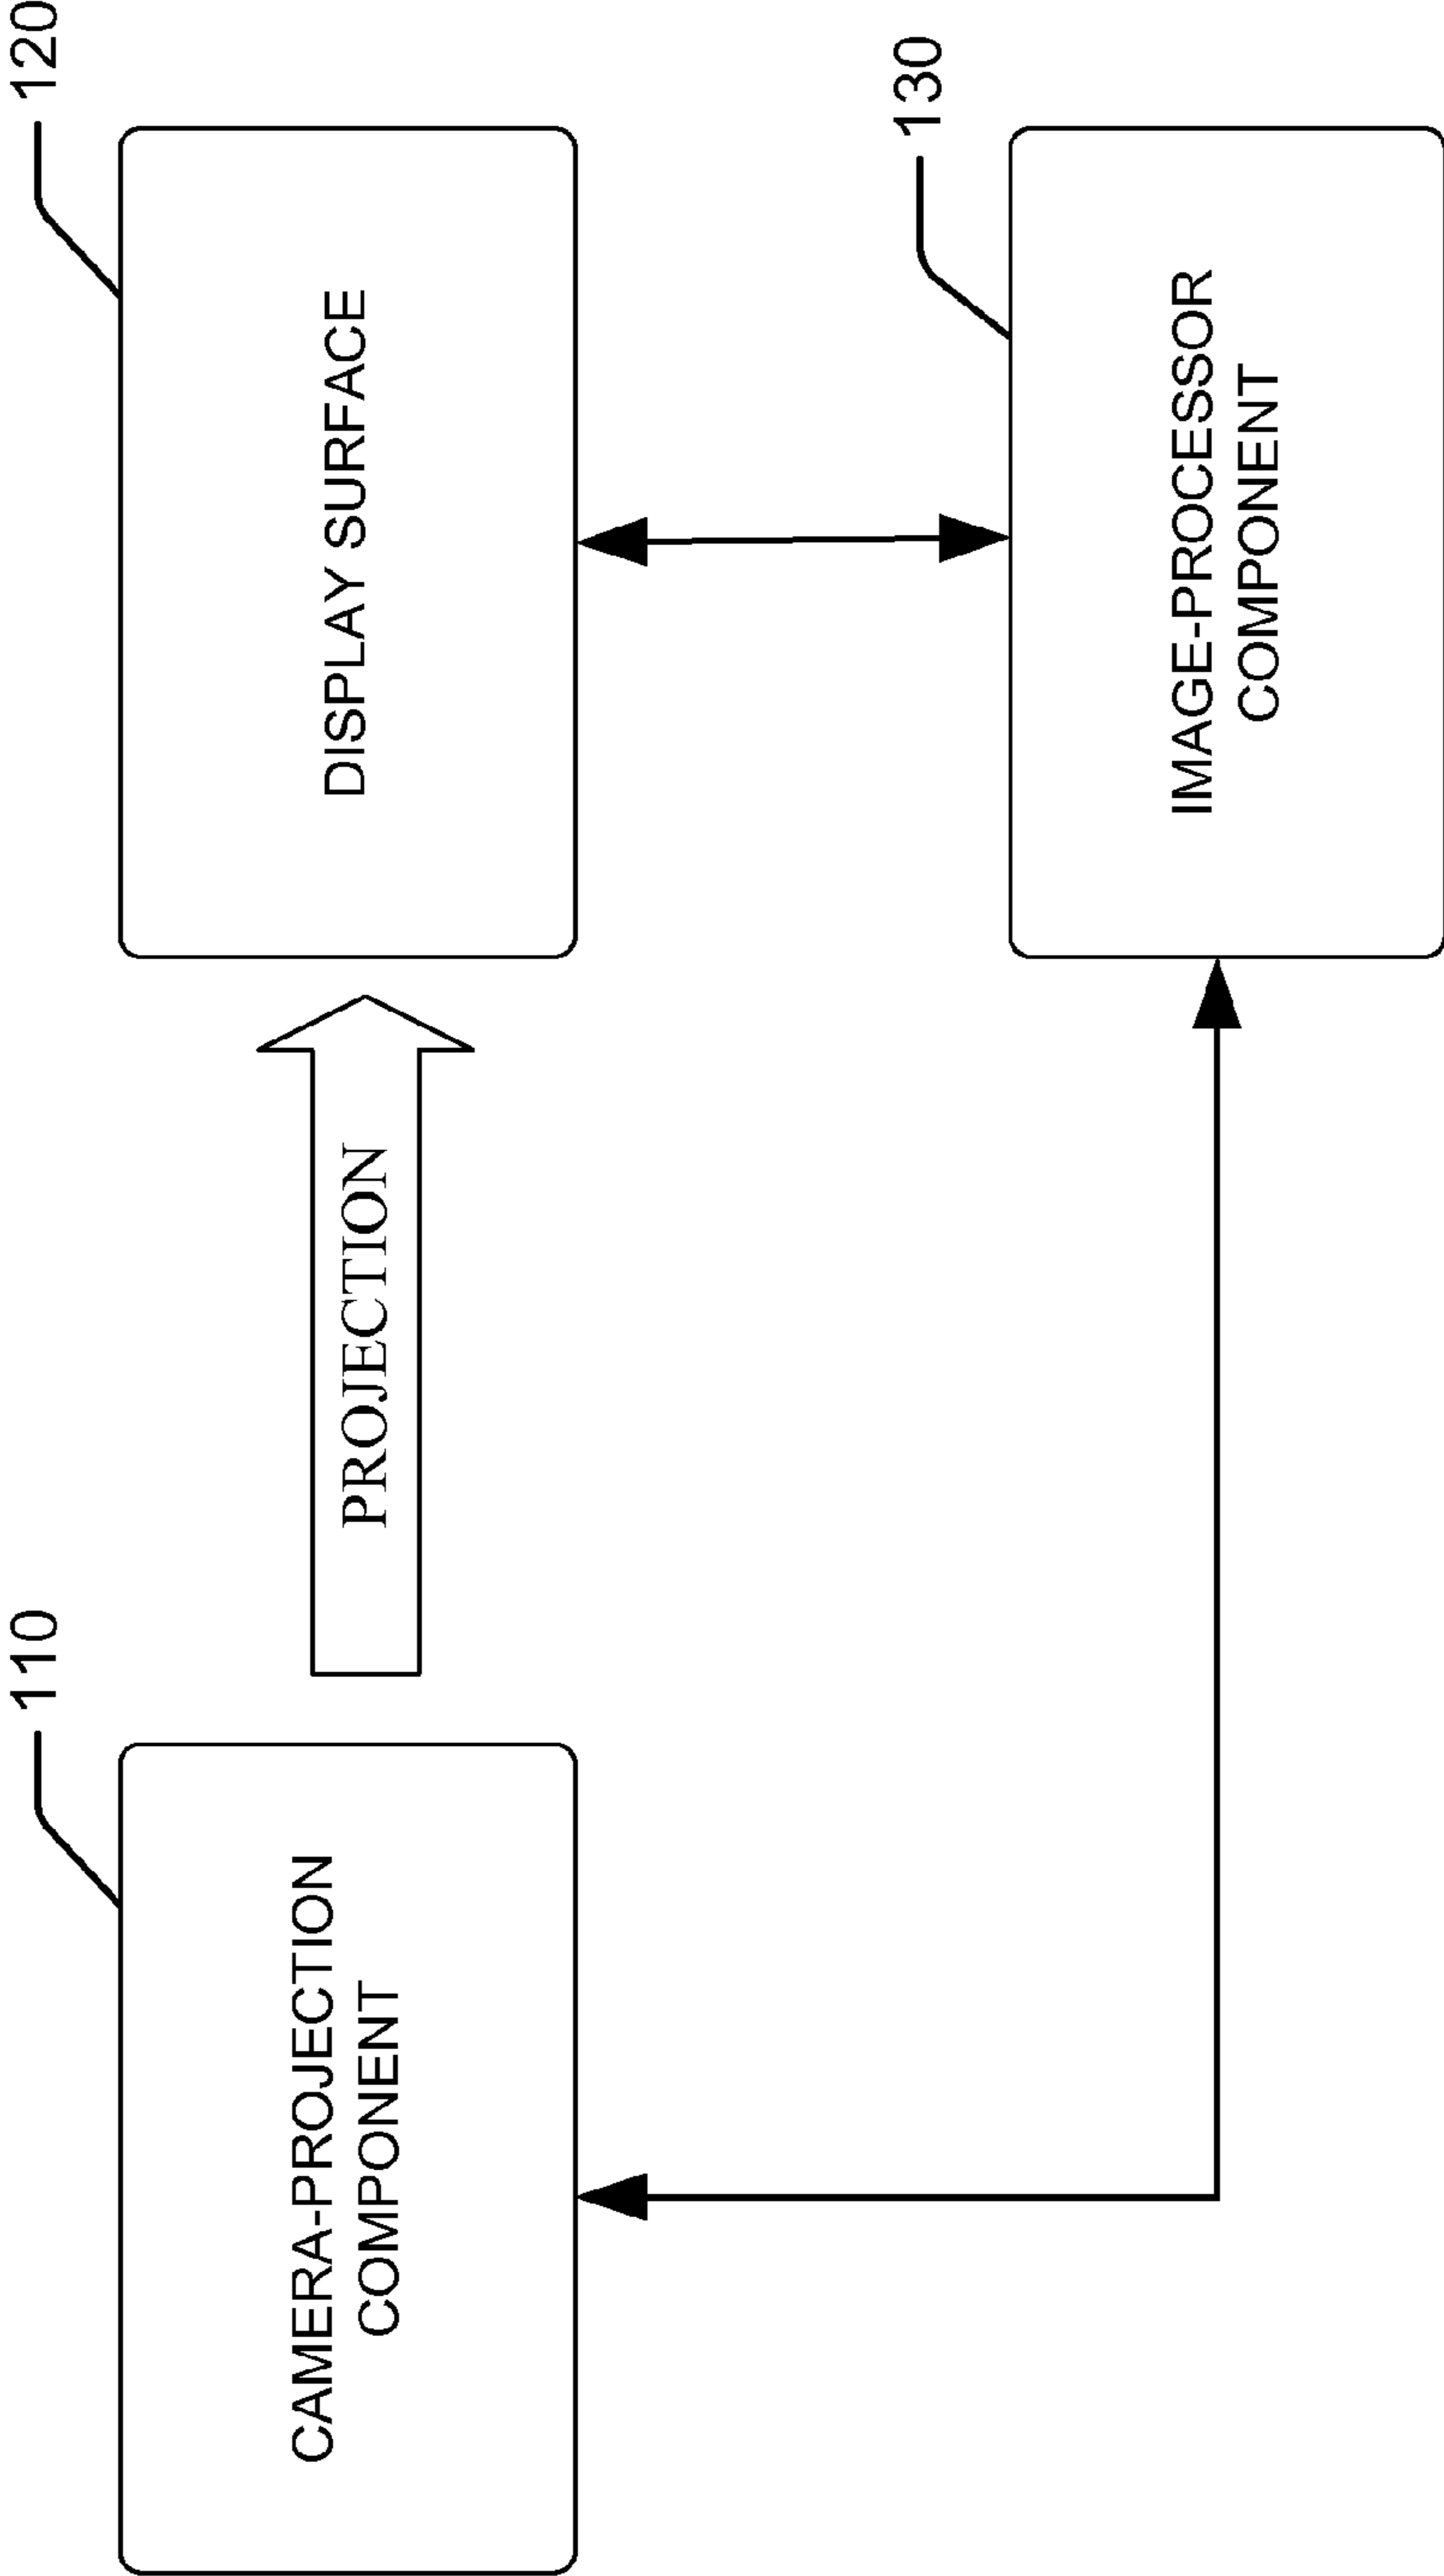 110
CAMERA-PROJECTION
COMPONENT
PROJECTION
120
DISPLAY SURFACE
130
IMAGE-PROCESSOR
COMPONENT